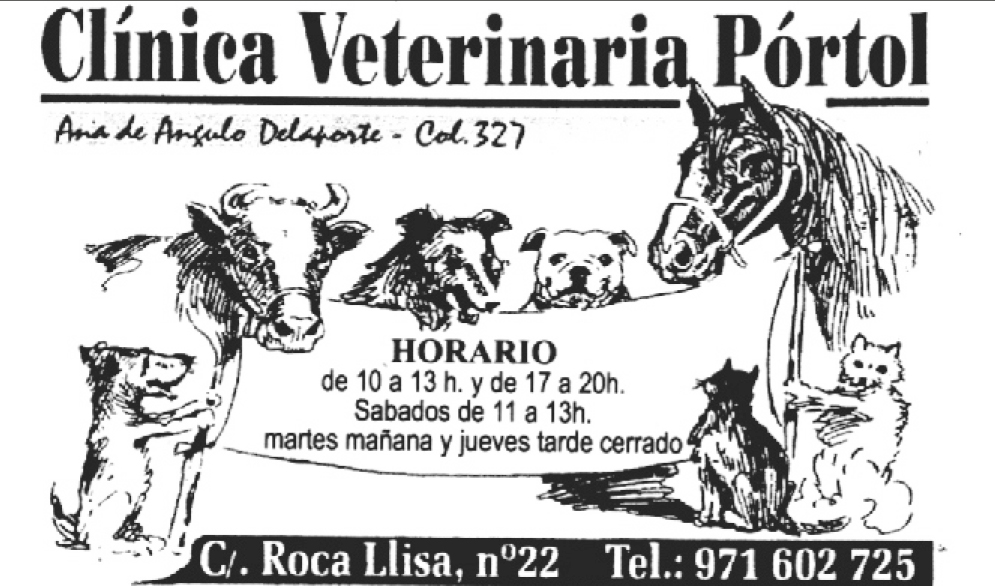 Clínica Veterinaria Pórtol
Ana de Angulo Delaporte - Col. 327
HORARIO
de 10 a 13 h. y de 17 a 20h.
Sabados de 11 a 13h.
martes mañana y jueves tarde cerrado
C/. Roca Llisa, nº22 Tel.: 971 602 725